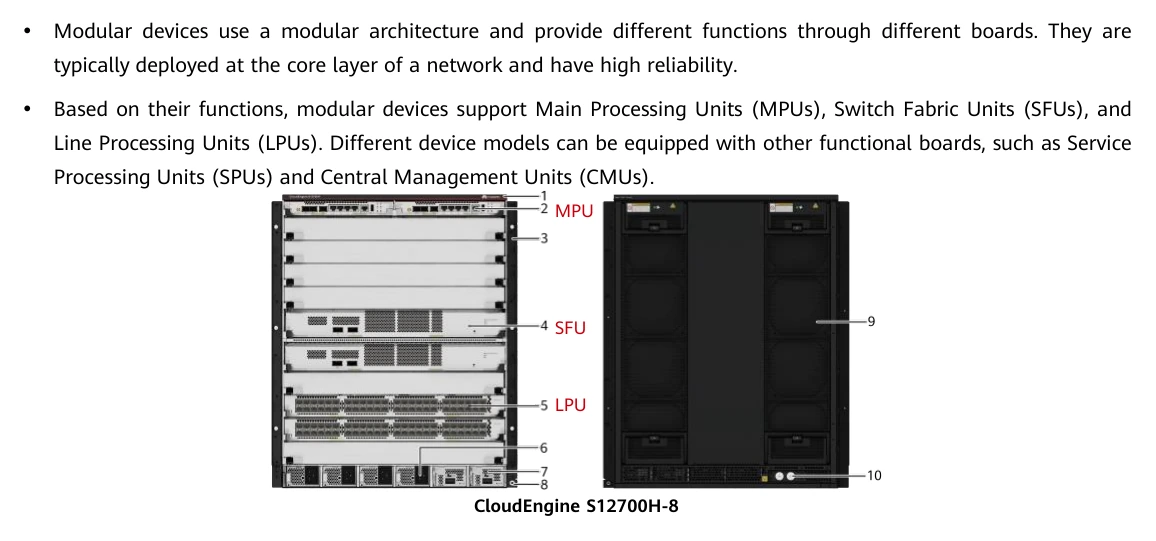 • Modular devices use a modular architecture and provide different functions through different boards. They are
typically deployed at the core layer of a network and have high reliability.
• Based on their functions, modular devices support Main Processing Units (MPUs), Switch Fabric Units (SFUs), and
Line Processing Units (LPUs). Different device models can be equipped with other functional boards, such as Service
Processing Units (SPUs) and Central Management Units (CMUs).
1
2 MPU
3
4 SFU
5 LPU
6
7
8
9
10
CloudEngine S12700H-8